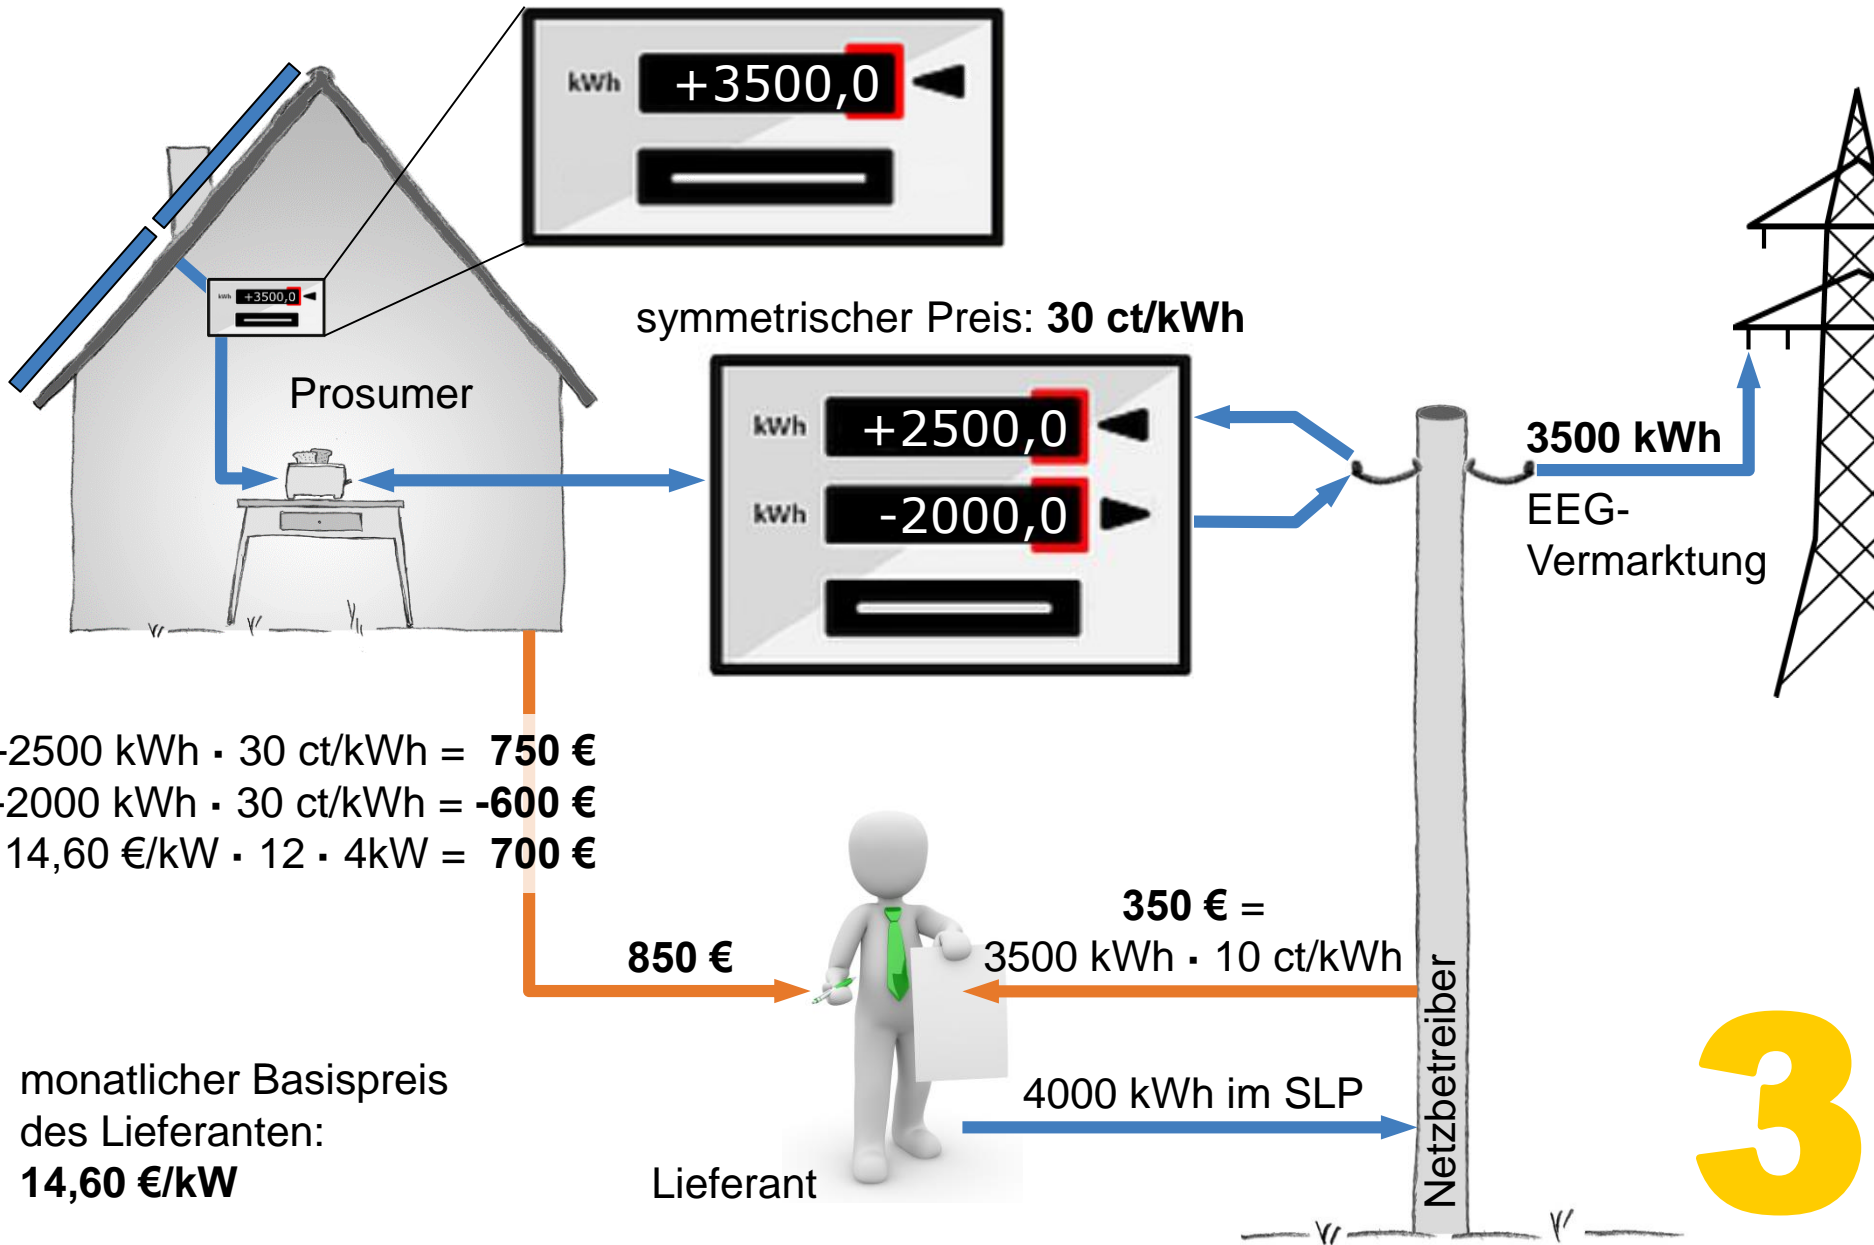 kWh +3500,0
kWh +3500,0
symmetrischer Preis: 30 ct/kWh
Prosumer
kWh +2500,0
kWh -2000,0
3500 kWh
EEG-
Vermarktung
-2500 kWh · 30 ct/kWh = 750 €
-2000 kWh · 30 ct/kWh = -600 €
14,60 €/kW · 12 · 4kW = 700 €
350 € =
850 €
3500 kWh · 10 ct/kWh
Netzbetreiber
monatlicher Basispreis
des Lieferanten:
14,60 €/kW
4000 kWh im SLP
Lieferant
3